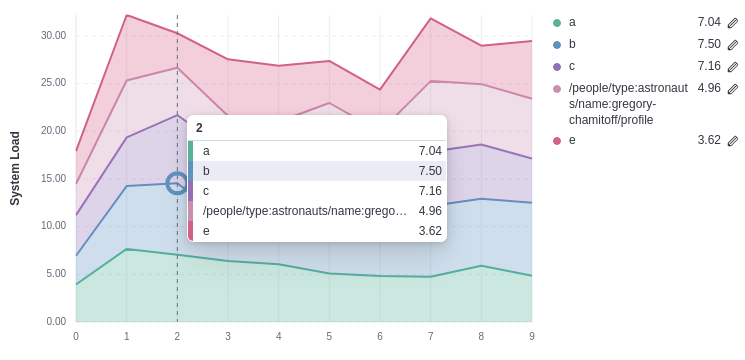 System Load
30.00
25.00
20.00
15.00
10.00
5.00
0.00
0 1 2 3 4 5 6 7 8 9
2
a 7.04
b 7.50
c 7.16
/people/type:astronauts/name:grego… 4.96
e 3.62
a 7.04
b 7.50
c 7.16
/people/type:astronaut 4.96
s/name:gregory-
chamitoff/profile
e 3.62